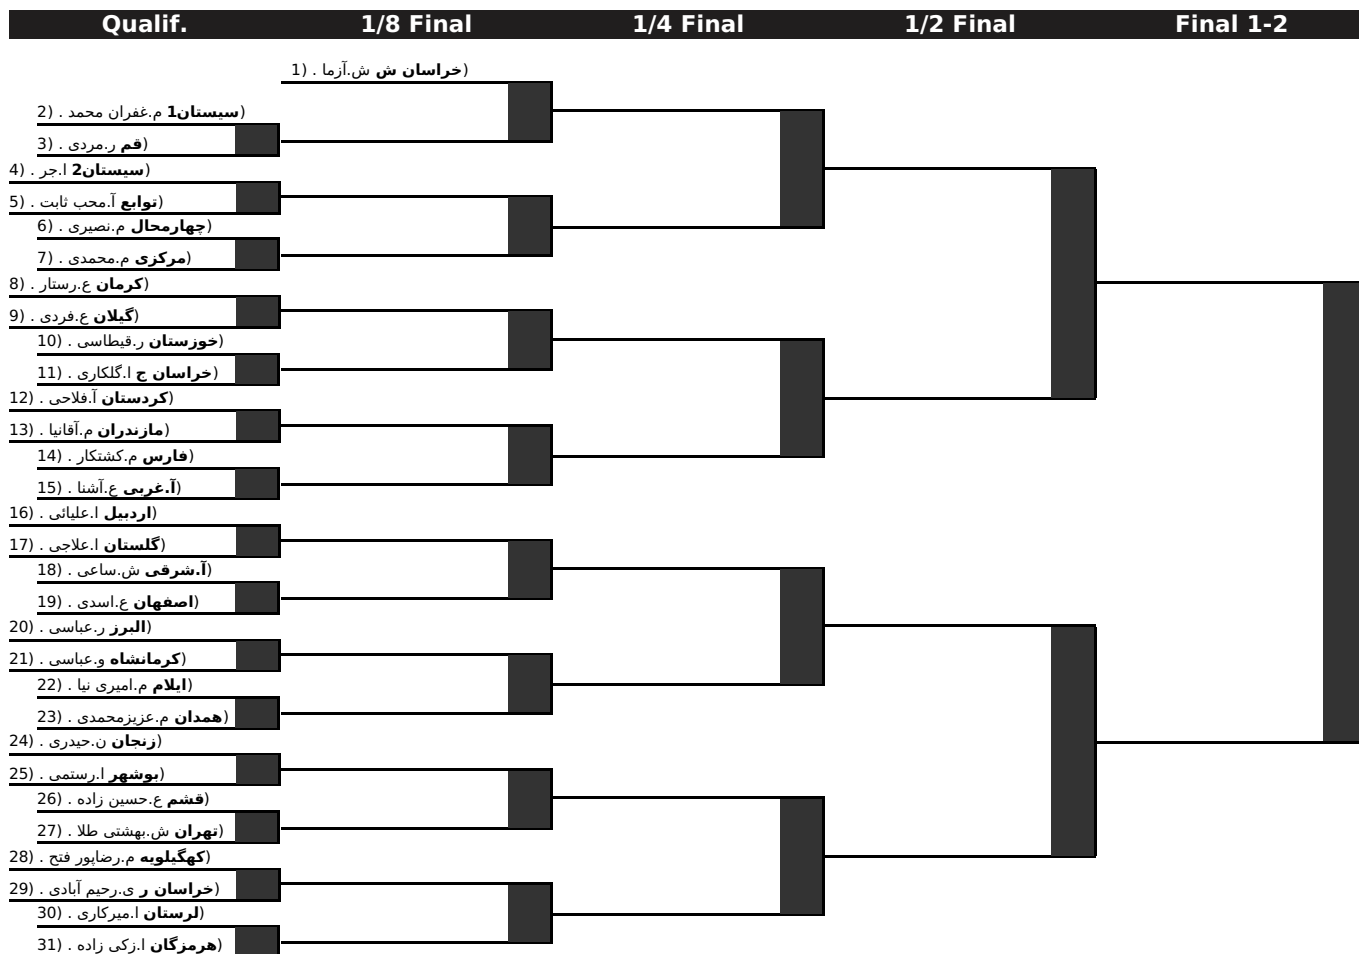 Qualif. 1/8 Final 1/4 Final 1/2 Final Final 1-2
1) . خراسان ش ش.آزما)
2) . سیستان1 م.غفران محمد)
3) . قم ر.مردی)
4) . سیستان2 ا.جر)
5) . توابع آ.محب ثابت)
6) . چهارمحال م.نصیری)
7) . مرکزی م.محمدی)
8) . کرمان ع.رستار)
9) . گیلان ع.فردی)
10) . خوزستان ر.قیطاسی)
11) . خراسان ج ا.گلکاری)
12) . کردستان آ.فلاحی)
13) . مازندران م.آقانیا)
14) . فارس م.کشتکار)
15) . آ.غربی ع.آشنا)
16) . اردبیل ا.علیائی)
17) . گلستان ا.علاجی)
18) . آ.شرقی ش.ساعی)
19) . اصفهان ع.اسدی)
20) . البرز ر.عباسی)
21) . کرمانشاه و.عباسی)
22) . ایلام م.امیری نیا)
23) . همدان م.عزیزمحمدی)
24) . زنجان ن.حیدری)
25) . بوشهر ا.رستمی)
26) . قشم ع.حسین زاده)
27) . تهران ش.بهشتی طلا)
28) . کهگیلویه م.رضاپور فتح)
29) . خراسان ر ی.رحیم آبادی)
30) . لرستان ا.میرکاری)
31) . هرمزگان ا.زکی زاده)